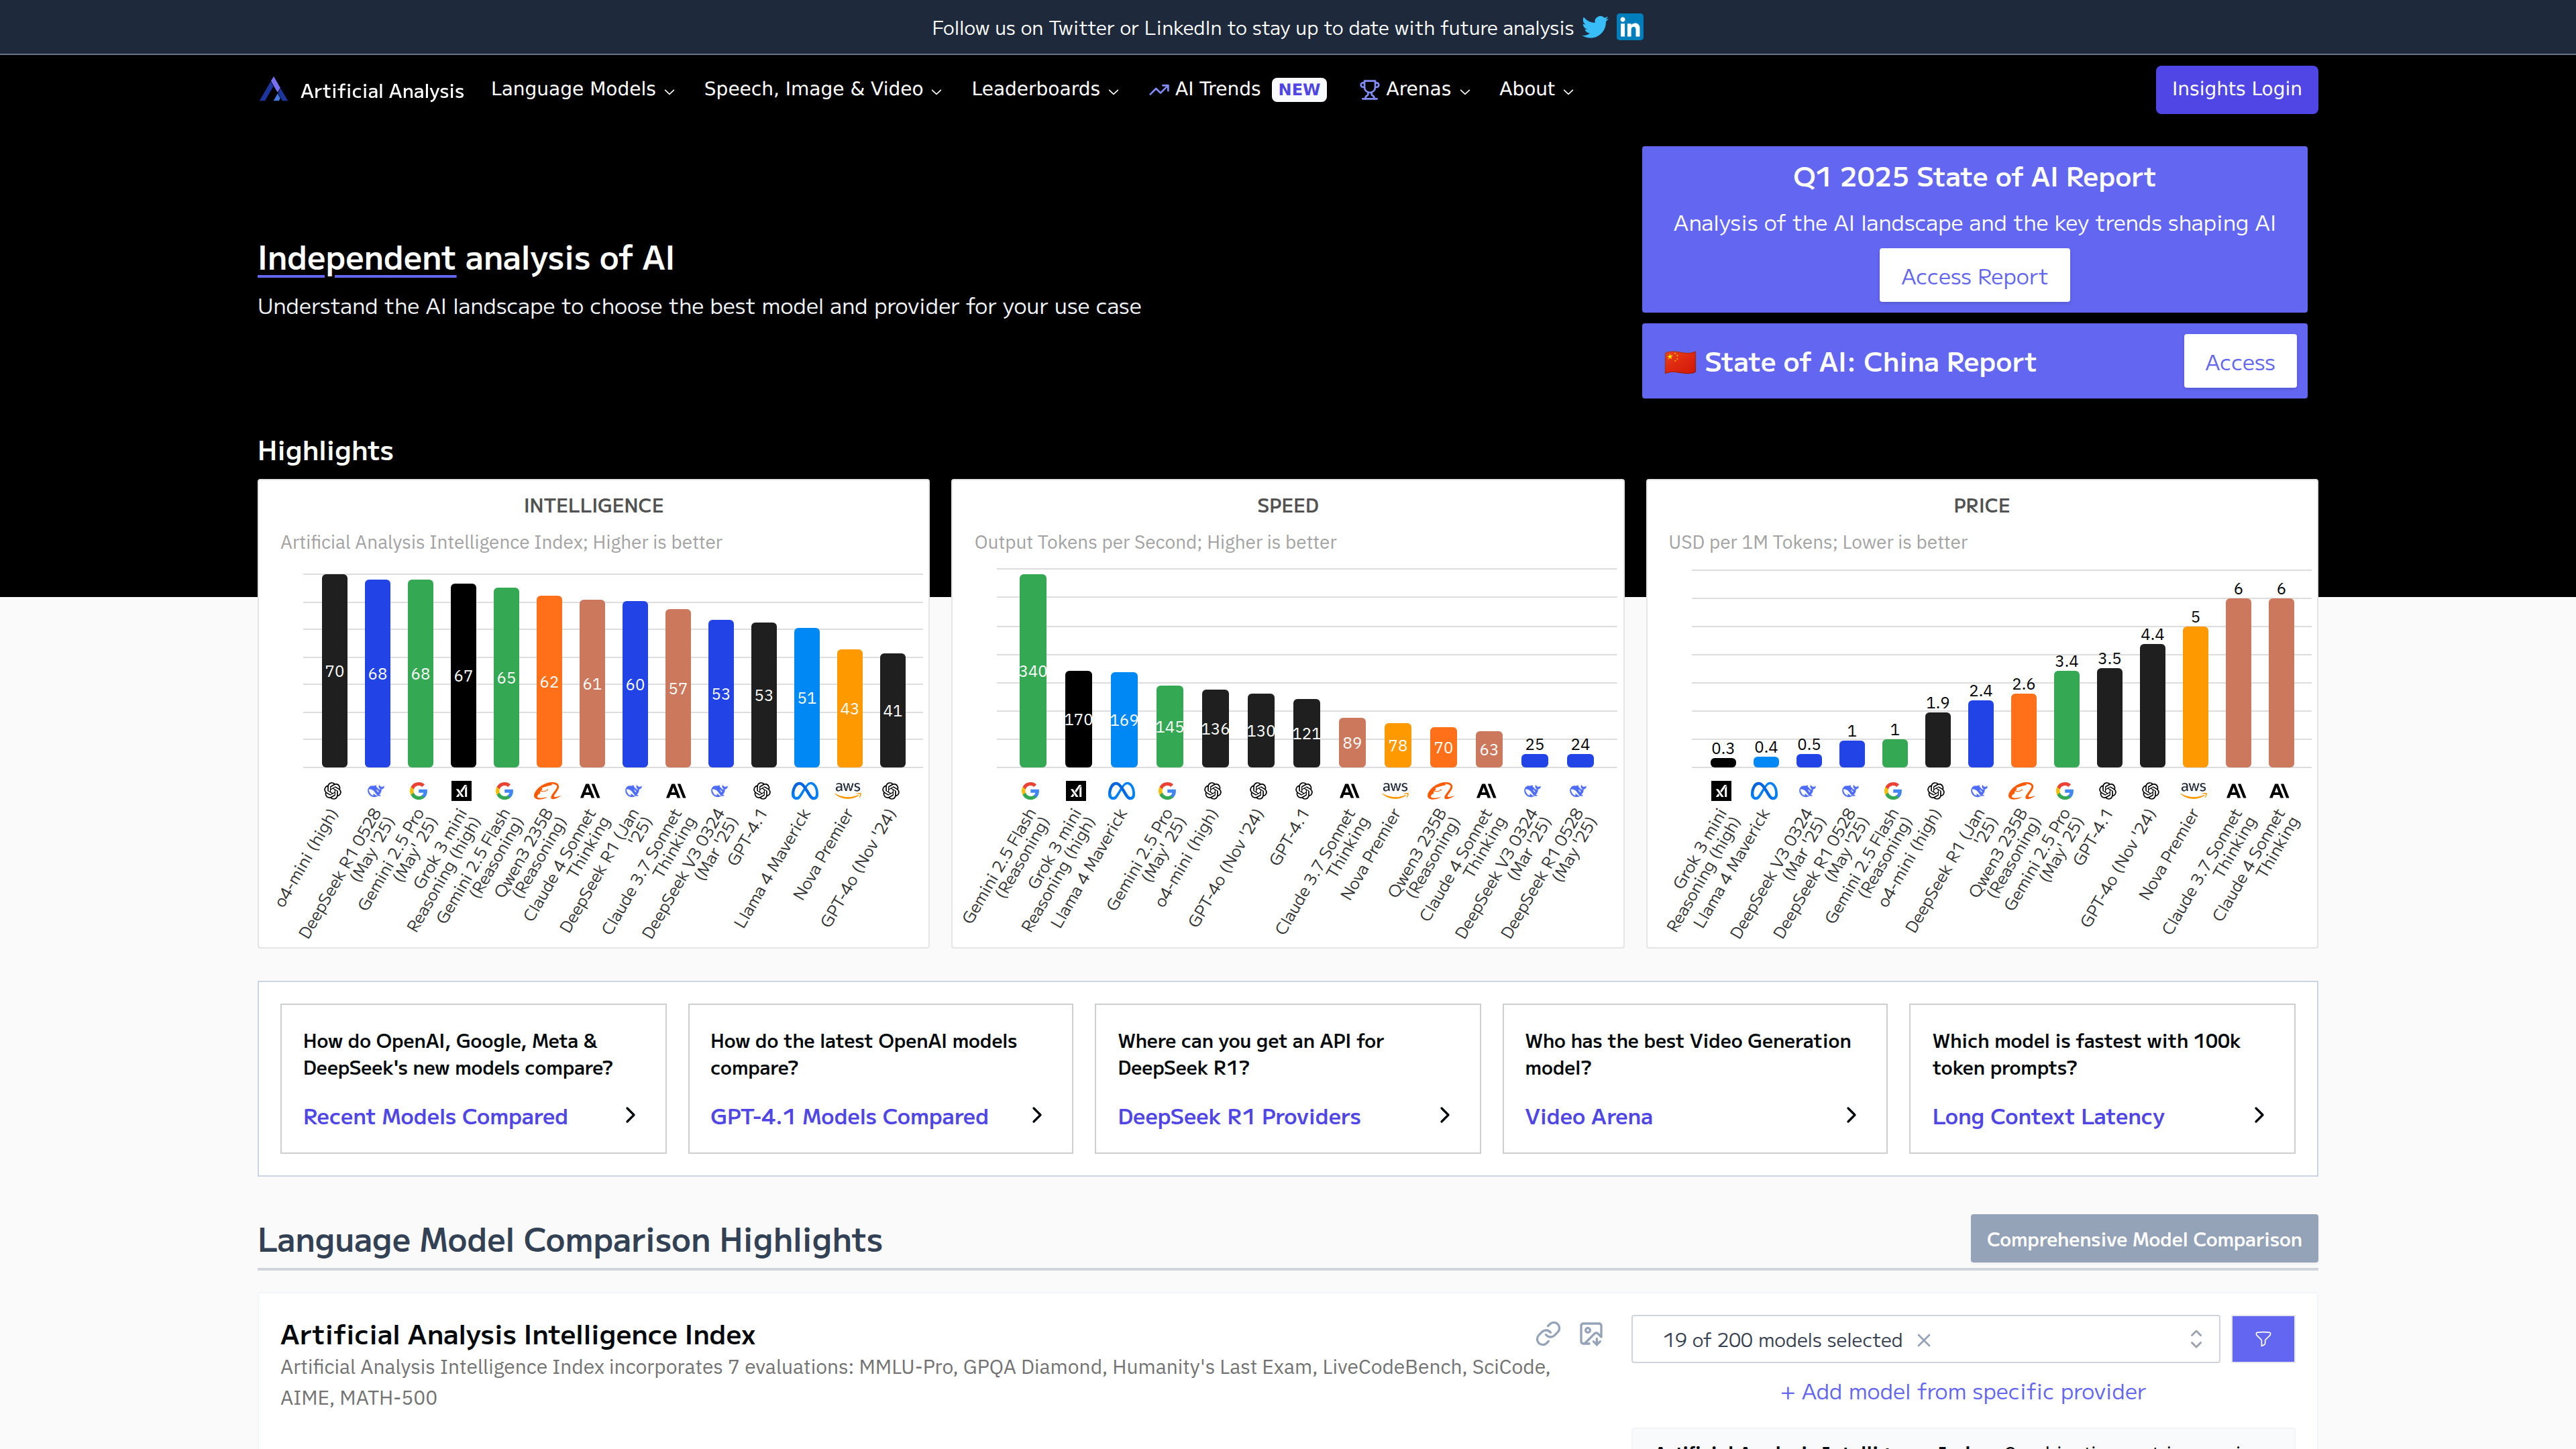 Follow us on Twitter or LinkedIn to stay up to date with future analysis
Artificial Analysis
Language Models
Speech, Image & Video
Leaderboards
AI Trends
NEW
Arenas
About
Insights Login
Independent analysis of AI
Understand the AI landscape to choose the best model and provider for your use case
Q1 2025 State of AI Report
Analysis of the AI landscape and the key trends shaping AI
Access Report
State of AI: China Report
Access
Highlights
INTELLIGENCE
Artificial Analysis Intelligence Index; Higher is better
70 68 68 67 65 62 61 60 57 53 53 51 43 41
aws
o4-mini (high)
DeepSeek R1 0528
(May '25)
Gemini 2.5 Pro
(May' 25)
Grok 3 mini
Reasoning (high)
Gemini 2.5 Flash
(Reasoning)
Qwen3 235B
(Reasoning)
Claude 4 Sonnet
Thinking
DeepSeek R1 (Jan
'25)
Claude 3.7 Sonnet
Thinking
DeepSeek V3 0324
(Mar '25)
GPT-4.1
Llama 4 Maverick
Nova Premier
GPT-4o (Nov '24)
SPEED
Output Tokens per Second; Higher is better
340 170 169 145 136 130 121 89 78 70 63 25 24
aws
Gemini 2.5 Flash
(Reasoning)
Grok 3 mini
Reasoning (high)
Llama 4 Maverick
Gemini 2.5 Pro
(May' 25)
o4-mini (high)
GPT-4o (Nov '24)
GPT-4.1
Claude 3.7 Sonnet
Thinking
Nova Premier
Qwen3 235B
(Reasoning)
Claude 4 Sonnet
Thinking
DeepSeek V3 0324
(Mar '25)
DeepSeek R1 0528
(May '25)
PRICE
USD per 1M Tokens; Lower is better
0.3 0.4 0.5 1 1 1.9 2.4 2.6 3.4 3.5 4.4 5 6 6
aws
Grok 3 mini
Reasoning (high)
Llama 4 Maverick
DeepSeek V3 0324
(Mar '25)
DeepSeek R1 0528
(May '25)
Gemini 2.5 Flash
(Reasoning)
o4-mini (high)
DeepSeek R1 (Jan
'25)
Qwen3 235B
(Reasoning)
Gemini 2.5 Pro
(May' 25)
GPT-4.1
GPT-4o (Nov '24)
Nova Premier
Claude 3.7 Sonnet
Thinking
Claude 4 Sonnet
Thinking
How do OpenAI, Google, Meta &
DeepSeek's new models compare?
Recent Models Compared
How do the latest OpenAI models
compare?
GPT-4.1 Models Compared
Where can you get an API for
DeepSeek R1?
DeepSeek R1 Providers
Who has the best Video Generation
model?
Video Arena
Which model is fastest with 100k
token prompts?
Long Context Latency
Language Model Comparison Highlights
Comprehensive Model Comparison
Artificial Analysis Intelligence Index
Artificial Analysis Intelligence Index incorporates 7 evaluations: MMLU-Pro, GPQA Diamond, Humanity's Last Exam, LiveCodeBench, SciCode,
AIME, MATH-500
19 of 200 models selected
+ Add model from specific provider